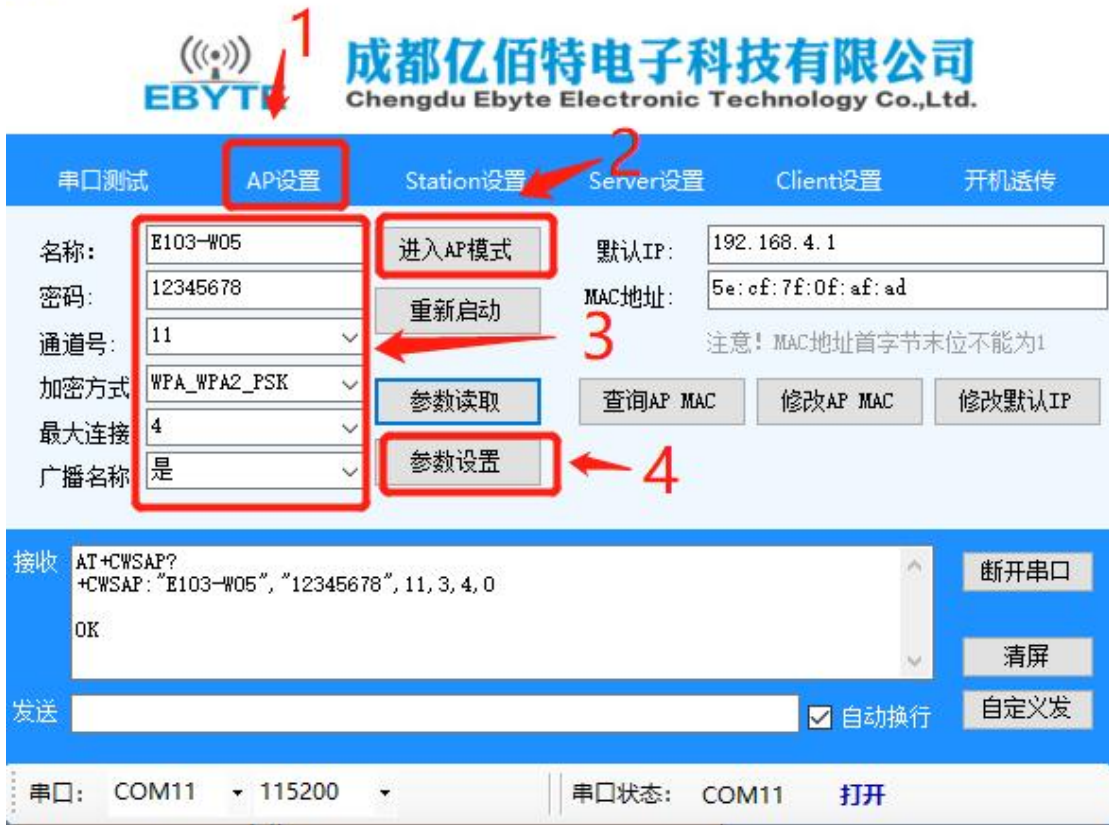 1
EBYTE
成都亿佰特电子科技有限公司
Chengdu Ebyte Electronic Technology Co.,Ltd.
2
串口测试 AP设置 Station设置 Server设置 Client设置 开机透传
名称: E103-W05 进入AP模式 默认IP: 192.168.4.1
密码: 12345678 重新启动 MAC地址: 5e:cf:7f:0f:af:ad
3
通道号: 11 注意! MAC地址首字节末位不能为1
加密方式 WPA_WPA2_PSK 参数读取 查询AP MAC 修改AP MAC 修改默认IP
最大连接 4
广播名称 是 参数设置 4
接收 AT+CWSAP?
+CWSAP:"E103-W05","12345678",11,3,4,0
OK
断开串口
清屏
发送 自动换行 自定义发
串口: COM11 115200 串口状态: COM11 打开